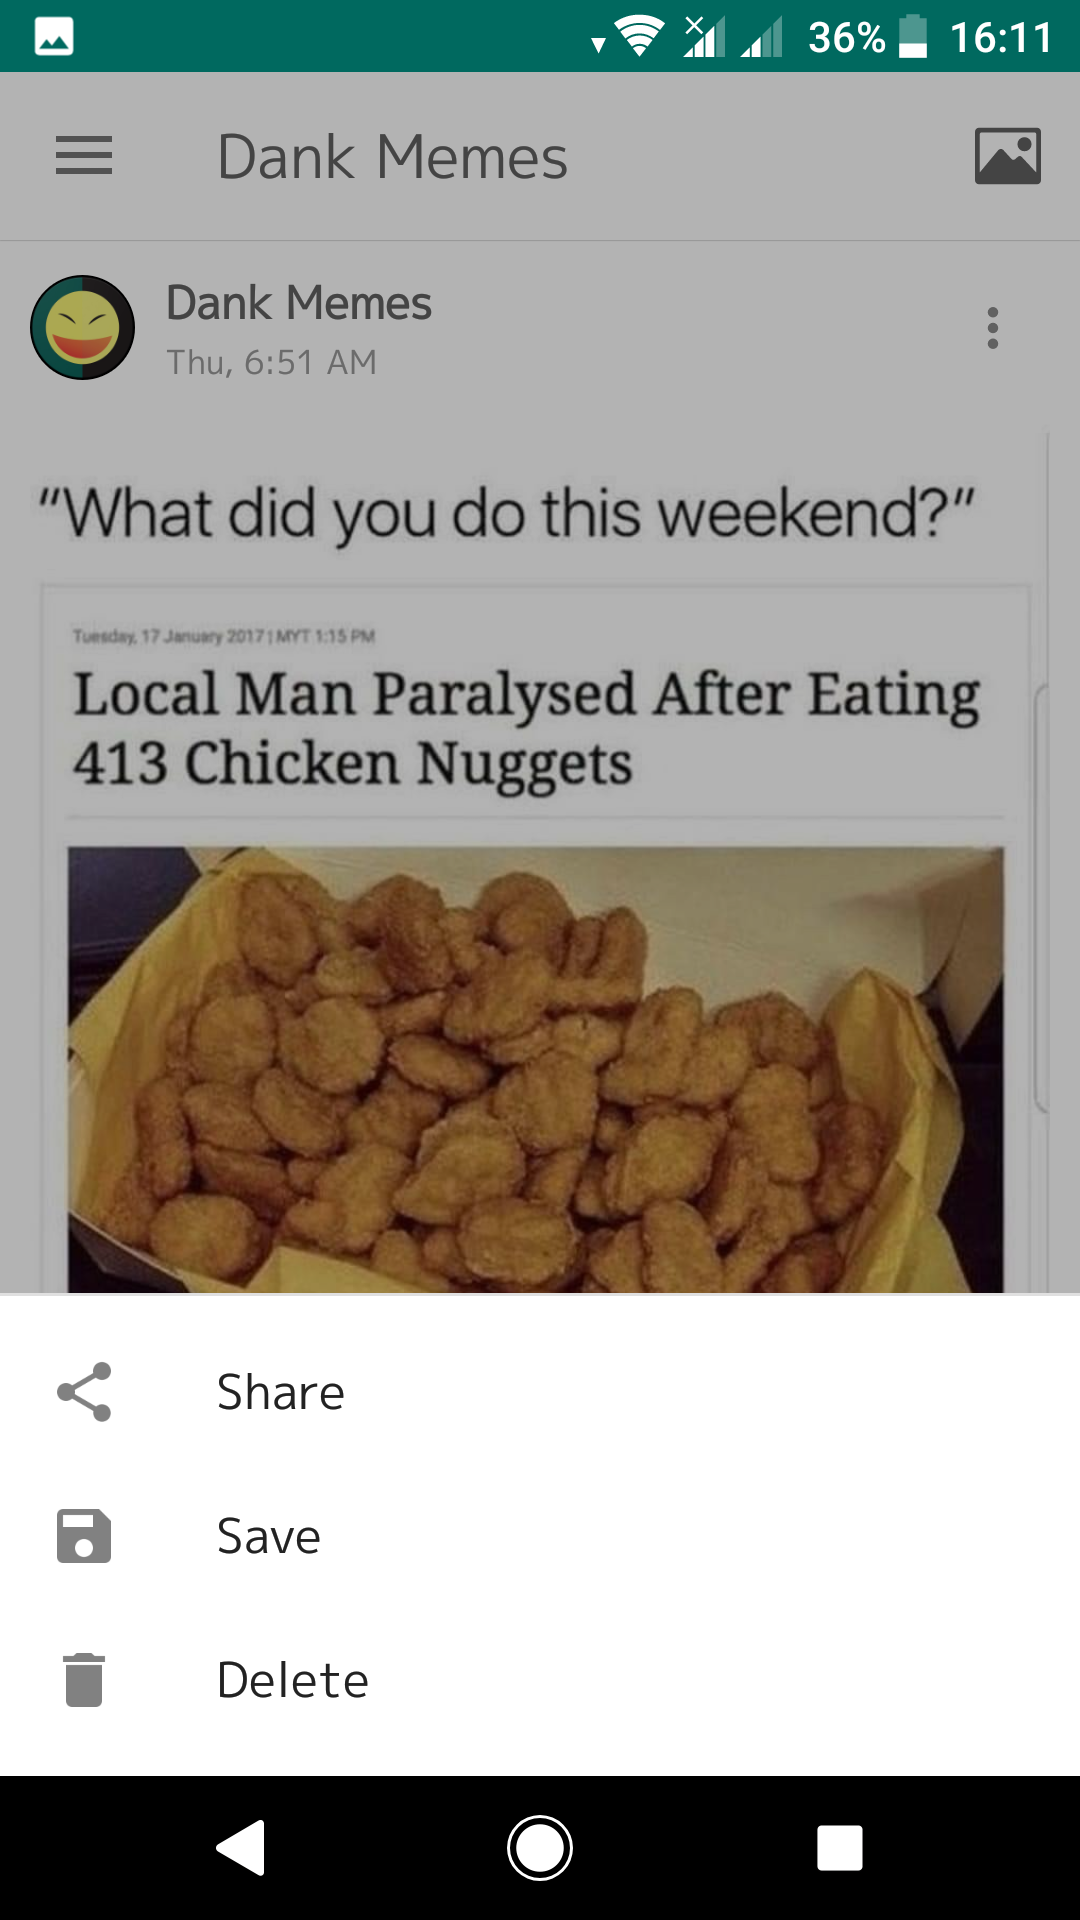 36% 16:11
Dank Memes
Dank Memes
Thu, 6:51 AM
“What did you do this weekend?”
Tuesday, 17 January 2017 | MYT 1:15 PM
Local Man Paralysed After Eating
413 Chicken Nuggets
Share
Save
Delete